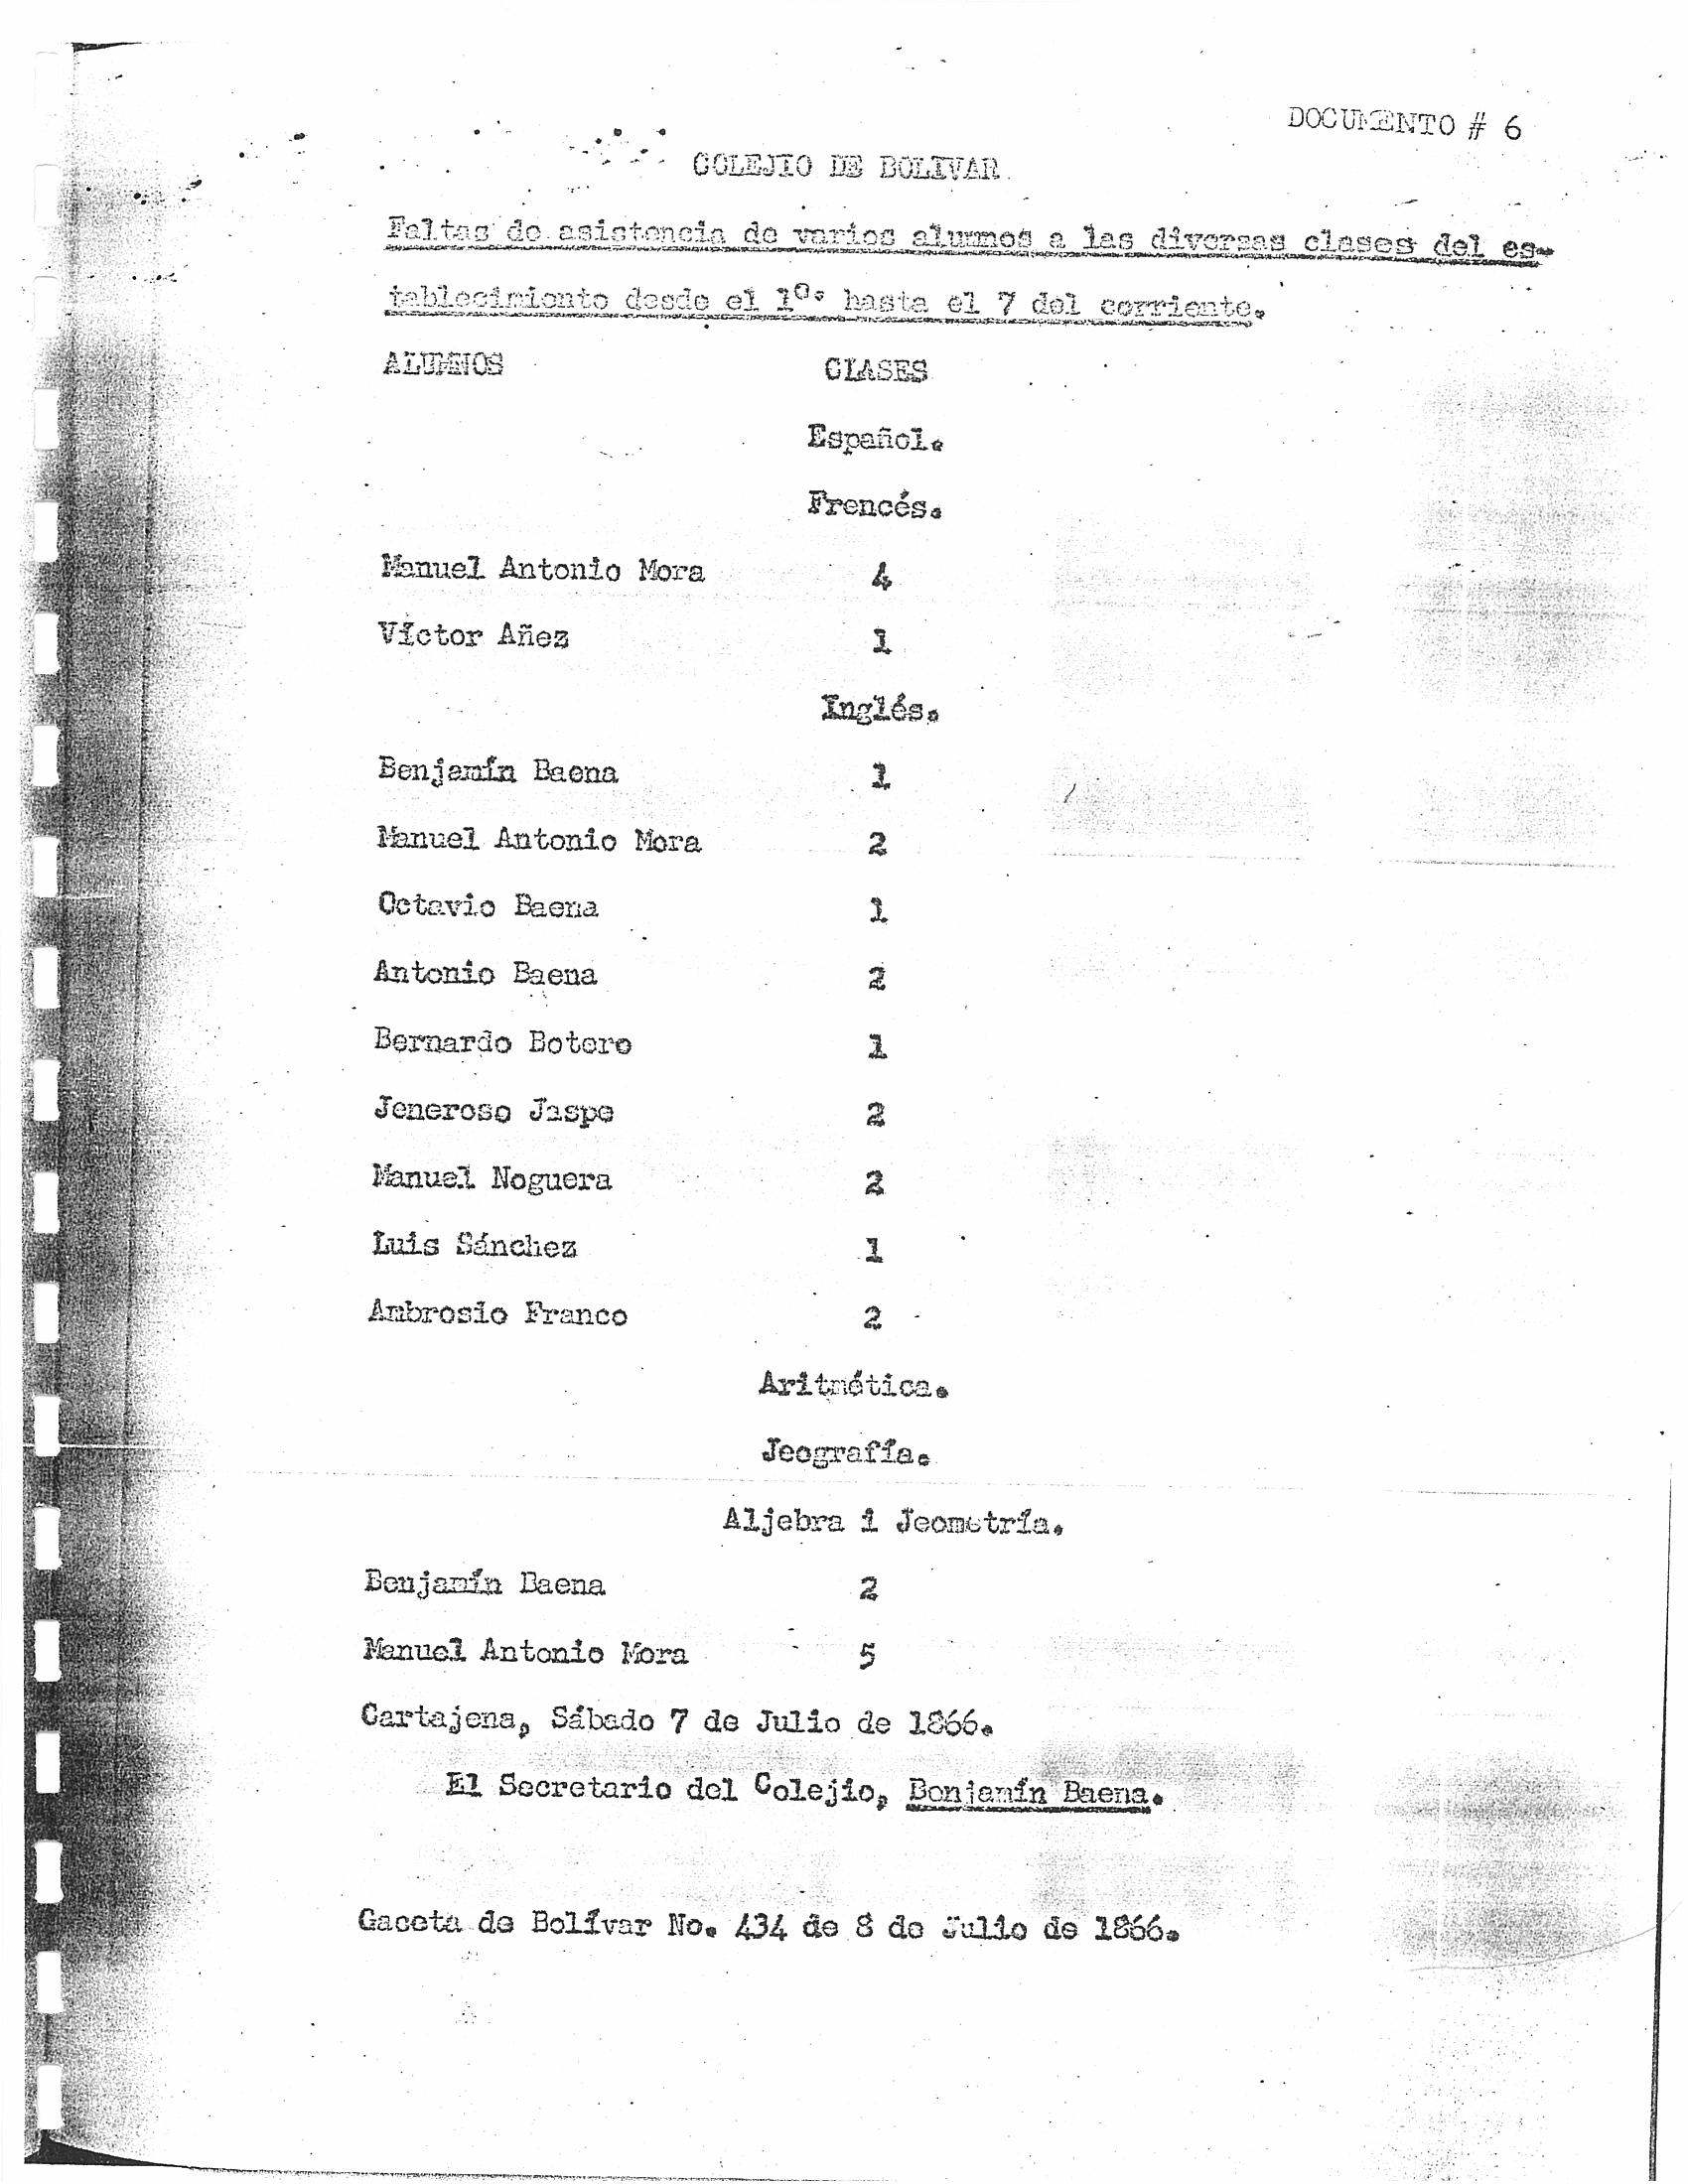 DOCUMENTO # 6
COLEJIO DE BOLIVAR
Faltas de asistencia de varios alumnos a las diversas clases del es-
tablecimiento desde el 1º. hasta el 7 del corriente.
ALUMNOS CLASES
Español.
Frencés.
Manuel Antonio Mora 4
Víctor Añez 1
Inglés.
Benjamín Baena 1
Manuel Antonio Mora 2
Octavio Baena 1
Antonio Baena 2
Bernardo Botero 1
Jeneroso Jaspe 2
Manuel Noguera 2
Luis Sánchez 1
Ambrosio Franco 2
Aritmética.
Jeografía.
Aljebra i Jeometría.
Benjamín Baena 2
Manuel Antonio Mora 5
Cartajena, Sábado 7 de Julio de 1866.
El Secretario del Colejio, Benjamín Baena.
Gaceta de Bolívar No. 434 de 8 de Julio de 1866.